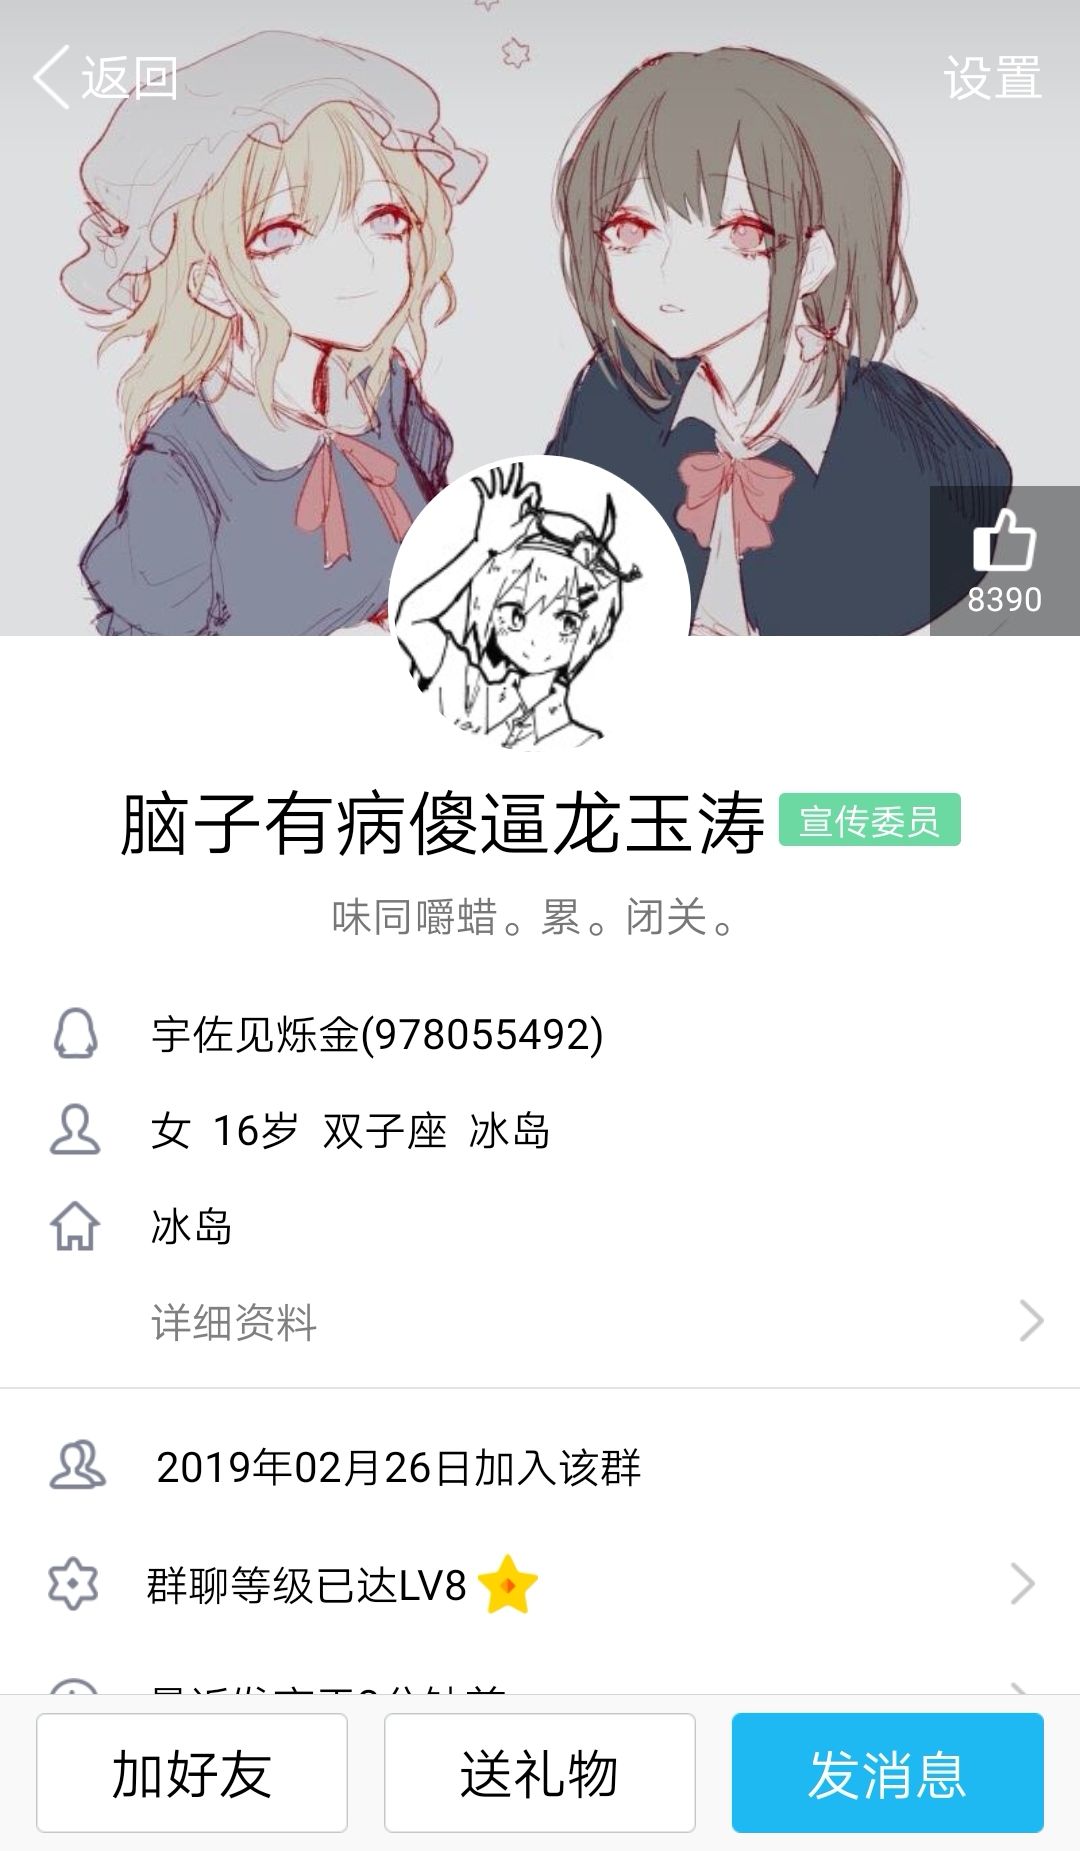 返回
设置
8390
脑子有病傻逼龙玉涛 宣传委员
味同嚼蜡。累。闭关。
宇佐见烁金(978055492)
女 16岁 双子座 冰岛
冰岛
详细资料
2019年02月26日加入该群
群聊等级已达LV8
加好友
送礼物
发消息